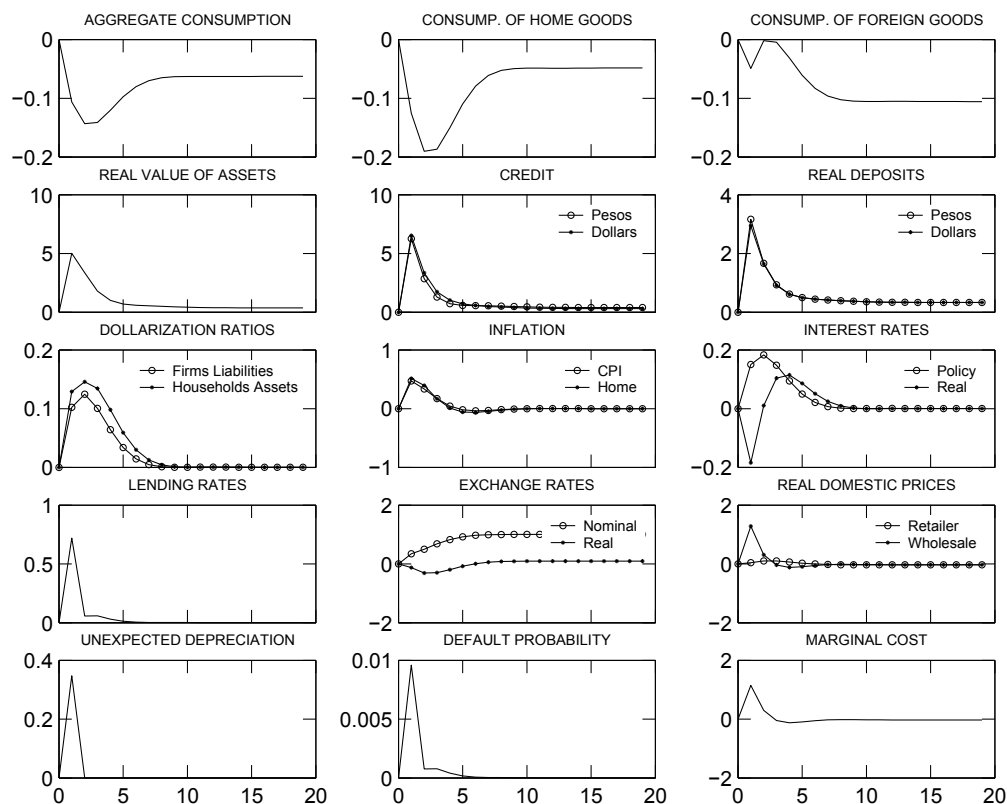 AGGREGATE CONSUMPTION
CONSUMP. OF HOME GOODS
CONSUMP. OF FOREIGN GOODS
0
−0.1
−0.2
0
−0.1
−0.2
0
−0.1
−0.2
REAL VALUE OF ASSETS
CREDIT
REAL DEPOSITS
10
5
0
10
5
0
Pesos
Dollars
4
2
0
Pesos
Dollars
DOLLARIZATION RATIOS
INFLATION
INTEREST RATES
0.2
0.1
0
Firms Liabilities
Households Assets
1
0
−1
CPI
Home
0.2
0
−0.2
Policy
Real
LENDING RATES
EXCHANGE RATES
REAL DOMESTIC PRICES
1
0.5
0
2
0
−2
Nominal
Real
2
0
−2
Retailer
Wholesale
UNEXPECTED DEPRECIATION
DEFAULT PROBABILITY
MARGINAL COST
0.4
0.2
0
0.01
0.005
0
2
0
−2
0 5 10 15 20
0 5 10 15 20
0 5 10 15 20